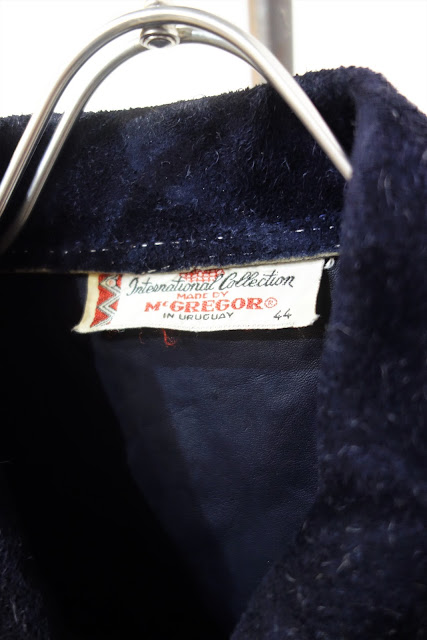 International Collection
MADE BY
McGREGOR®
IN URUGUAY 44